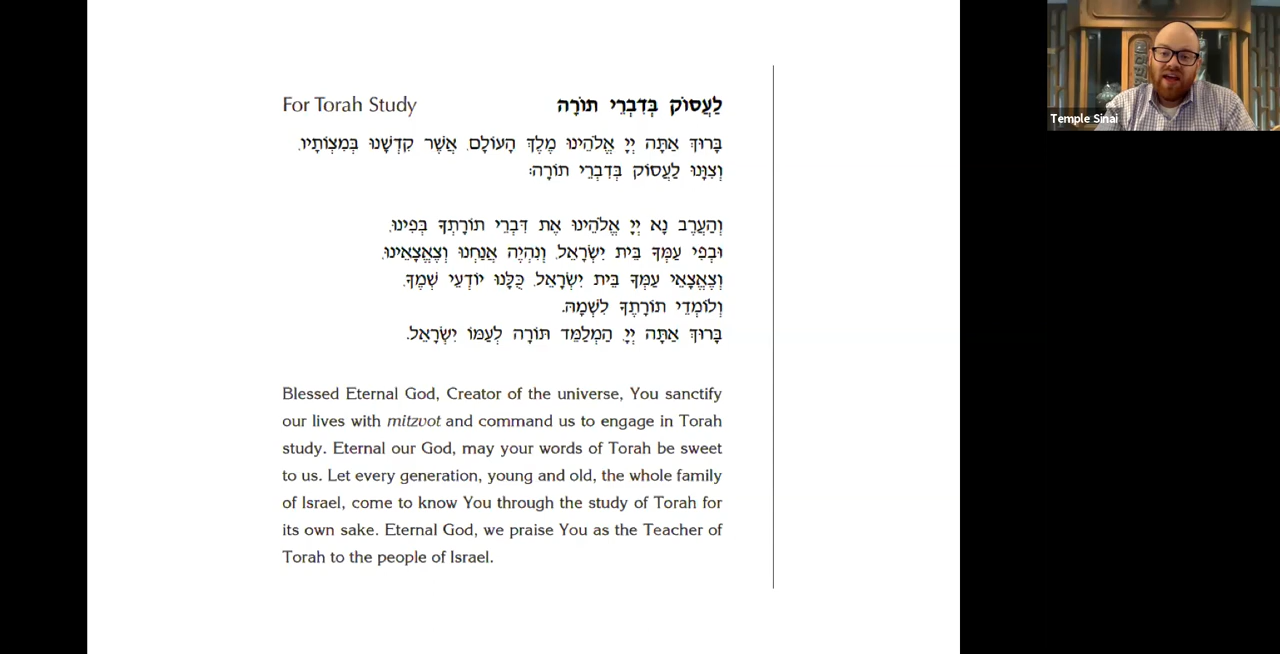 For Torah Study לַעֲסוֹק בְּדִבְרֵי תוֹרָה
בָּרוּךְ אַתָּה יְיָ אֱלֹהֵינוּ מֶלֶךְ הָעוֹלָם, אֲשֶׁר קִדְּשָׁנוּ בְּמִצְוֹתָיו,
וְצִוָּנוּ לַעֲסוֹק בְּדִבְרֵי תוֹרָה:
וְהַעֲרֶב נָא יְיָ אֱלֹהֵינוּ אֶת דִּבְרֵי תוֹרָתְךָ בְּפִינוּ,
וּבְפִי עַמְּךָ בֵּית יִשְׂרָאֵל, וְנִהְיֶה אֲנַחְנוּ וְצֶאֱצָאֵינוּ,
וְצֶאֱצָאֵי עַמְּךָ בֵּית יִשְׂרָאֵל, כֻּלָּנוּ יוֹדְעֵי שְׁמֶךָ,
וְלוֹמְדֵי תוֹרָתֶךָ לִשְׁמָהּ.
בָּרוּךְ אַתָּה יְיָ, הַמְלַמֵּד תּוֹרָה לְעַמּוֹ יִשְׂרָאֵל.
Blessed Eternal God, Creator of the universe, You sanctify
our lives with mitzvot and command us to engage in Torah
study. Eternal our God, may your words of Torah be sweet
to us. Let every generation, young and old, the whole family
of Israel, come to know You through the study of Torah for
its own sake. Eternal God, we praise You as the Teacher of
Torah to the people of Israel.
Temple Sinai